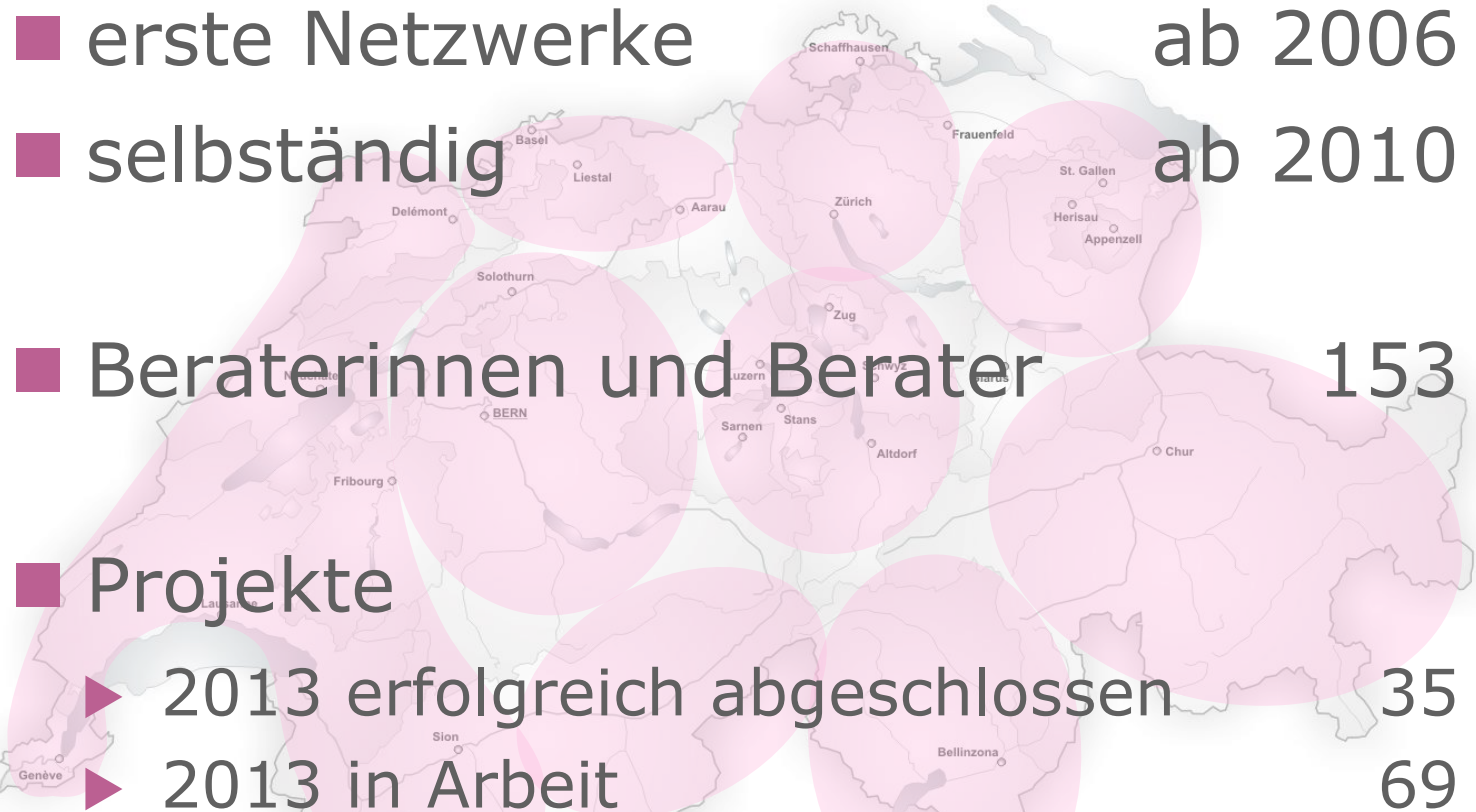 erste Netzwerke ab 2006
Schaffhausen
selbständig ab 2010
Basel
Frauenfeld
Liestal
St. Gallen
Delémont
Aarau
Zürich
Herisau
Appenzell
Solothurn
Zug
Beraterinnen und Berater 153
Luzern
Schwyz
Glarus
BERN
Sarnen
Stans
Altdorf
Chur
Fribourg
Projekte
Lausanne
2013 erfolgreich abgeschlossen 35
Sion
Bellinzona
Genève
2013 in Arbeit 69